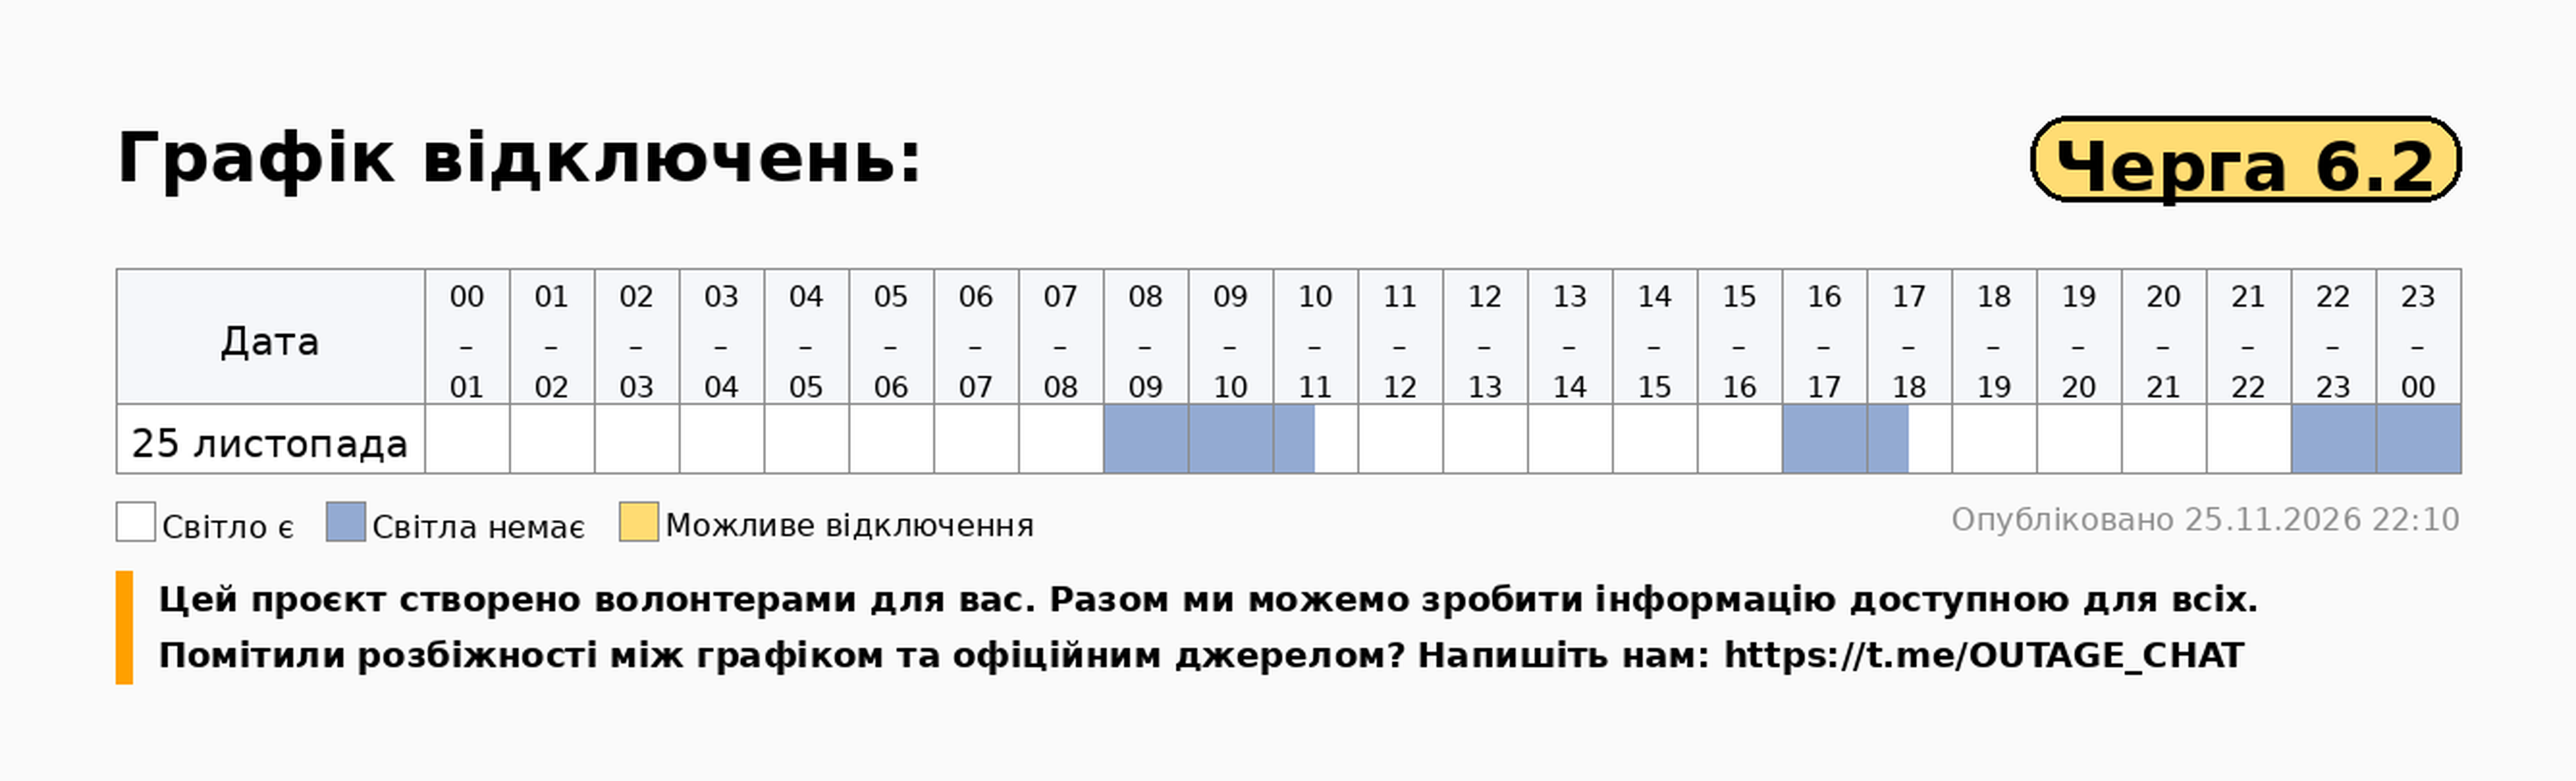 Графік відключень:
Черга 6.2
Дата
00 – 01
01 – 02
02 – 03
03 – 04
04 – 05
05 – 06
06 – 07
07 – 08
08 – 09
09 – 10
10 – 11
11 – 12
12 – 13
13 – 14
14 – 15
15 – 16
16 – 17
17 – 18
18 – 19
19 – 20
20 – 21
21 – 22
22 – 23
23 – 00
25 листопада
Світло є
Світла немає
Можливе відключення
Опубліковано 25.11.2026 22:10
Цей проєкт створено волонтерами для вас. Разом ми можемо зробити інформацію доступною для всіх.
Помітили розбіжності між графіком та офіційним джерелом? Напишіть нам: https://t.me/OUTAGE_CHAT